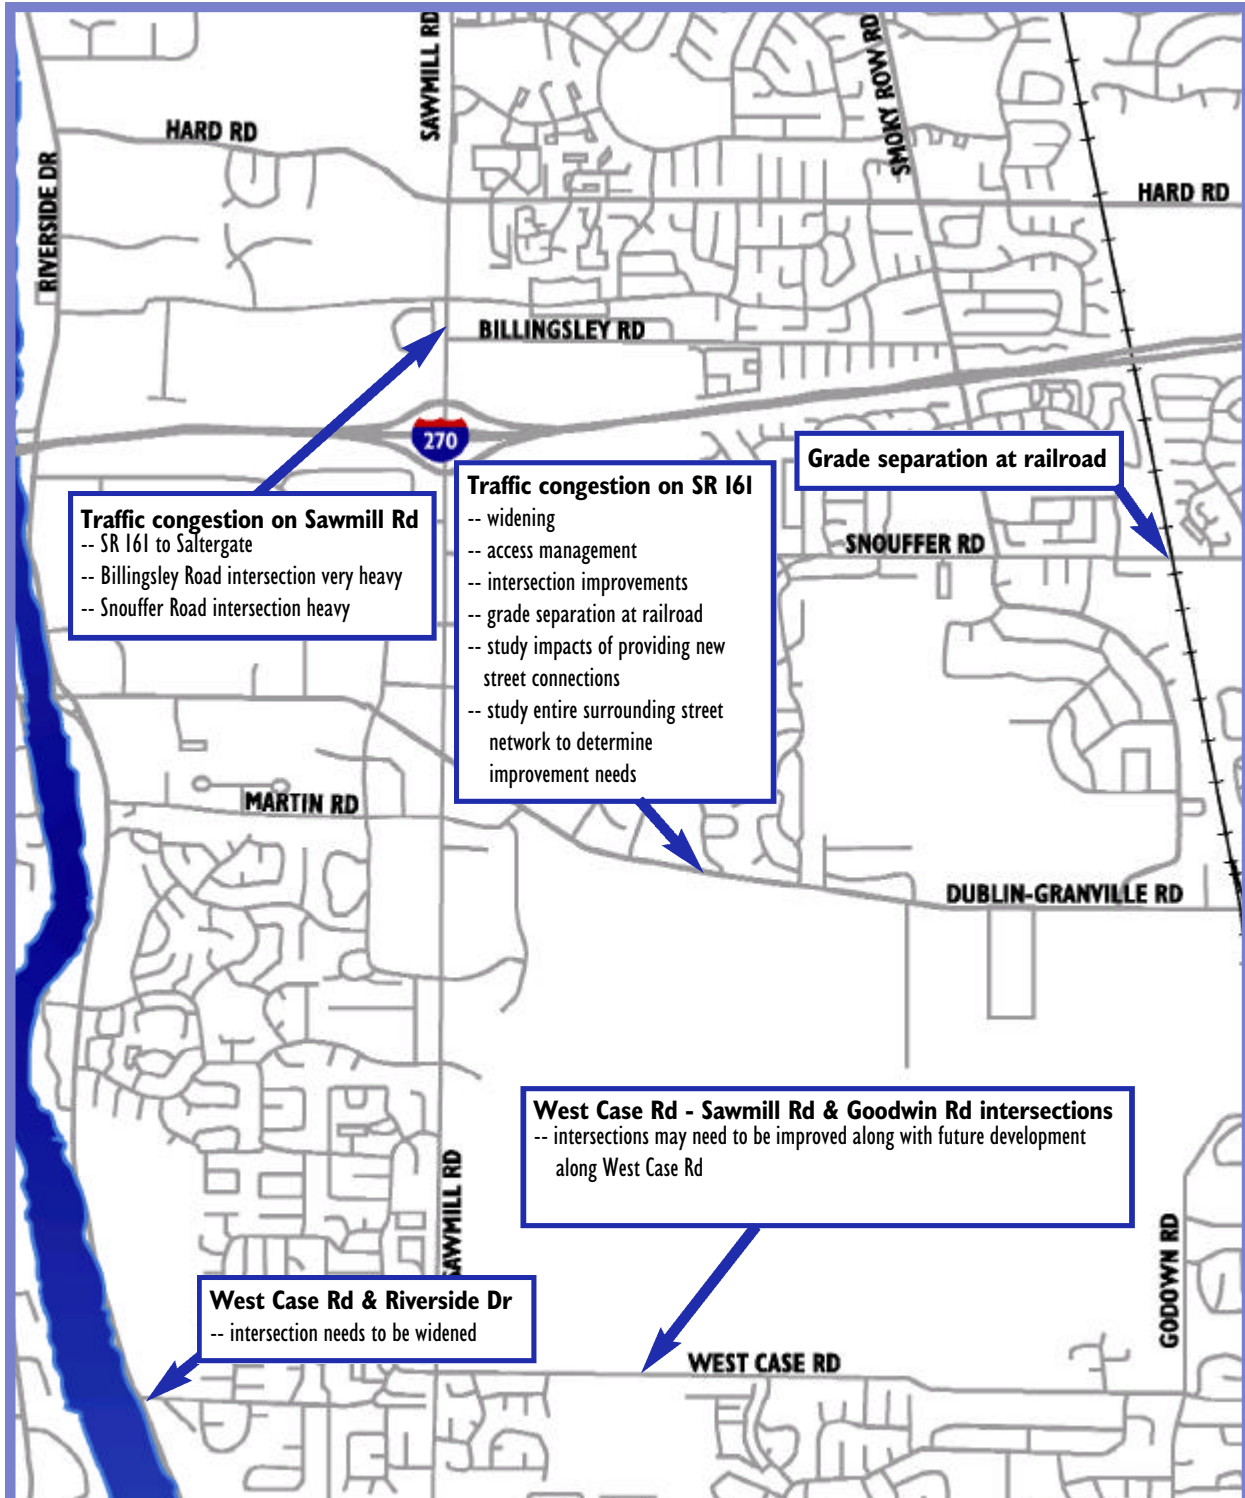 SAWMILL RD
SMOKY ROW RD
HARD RD
RIVERSIDE DR
HARD RD
BILLINGSLEY RD
270
Grade separation at railroad
Traffic congestion on SR 161
-- widening
-- access management
-- intersection improvements
-- grade separation at railroad
-- study impacts of providing new
street connections
-- study entire surrounding street
network to determine
improvement needs
Traffic congestion on Sawmill Rd
-- SR 161 to Saltergate
-- Billingsley Road intersection very heavy
-- Snouffer Road intersection heavy
SNOUFFER RD
MARTIN RD
DUBLIN-GRANVILLE RD
West Case Rd - Sawmill Rd & Goodwin Rd intersections
-- intersections may need to be improved along with future development
along West Case Rd
SAWMILL RD
GODOWN RD
West Case Rd & Riverside Dr
-- intersection needs to be widened
WEST CASE RD